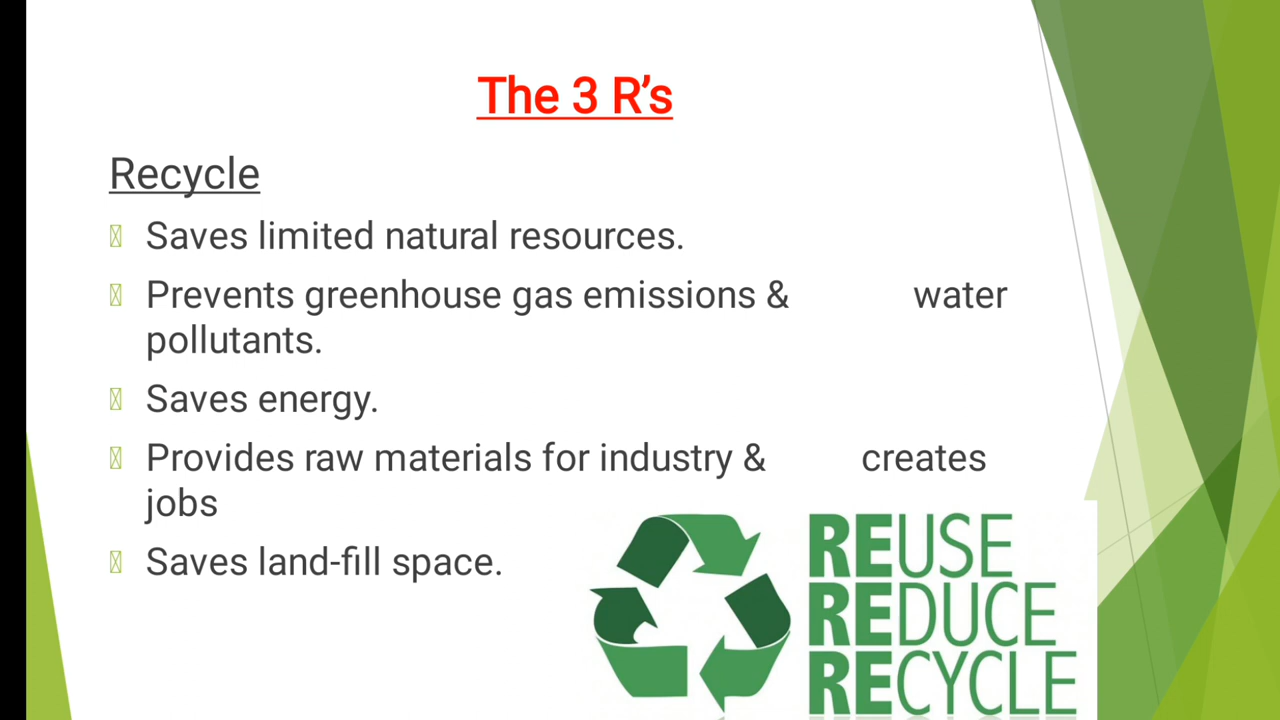 The 3 R's
Recycle
Saves limited natural resources.
Prevents greenhouse gas emissions & water
pollutants.
Saves energy.
Provides raw materials for industry & creates
jobs
Saves land-fill space.
REUSE
REDUCE
RECYCLE